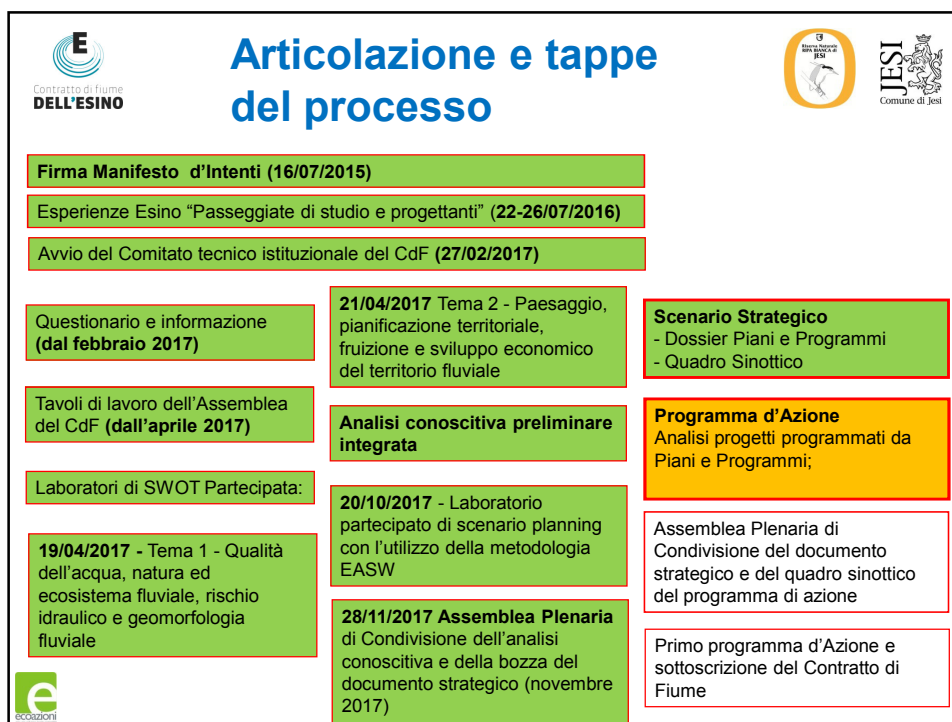 E
Contratto di fiume
DELL'ESINO
Articolazione e tappe
del processo
Riserva Naturale
RIPA BIANCA di
JESI
JESI
Comune di Jesi
Firma Manifesto d'Intenti (16/07/2015)
Esperienze Esino “Passeggiate di studio e progettanti” (22-26/07/2016)
Avvio del Comitato tecnico istituzionale del CdF (27/02/2017)
Questionario e informazione
(dal febbraio 2017)
Tavoli di lavoro dell'Assemblea
del CdF (dall'aprile 2017)
Laboratori di SWOT Partecipata:
19/04/2017 - Tema 1 - Qualità
dell'acqua, natura ed
ecosistema fluviale, rischio
idraulico e geomorfologia
fluviale
21/04/2017 Tema 2 - Paesaggio,
pianificazione territoriale,
fruizione e sviluppo economico
del territorio fluviale
Analisi conoscitiva preliminare
integrata
20/10/2017 - Laboratorio
partecipato di scenario planning
con l'utilizzo della metodologia
EASW
28/11/2017 Assemblea Plenaria
di Condivisione dell'analisi
conoscitiva e della bozza del
documento strategico (novembre
2017)
Scenario Strategico
- Dossier Piani e Programmi
- Quadro Sinottico
Programma d'Azione
Analisi progetti programmati da
Piani e Programmi;
Assemblea Plenaria di
Condivisione del documento
strategico e del quadro sinottico
del programma di azione
Primo programma d'Azione e
sottoscrizione del Contratto di
Fiume
e
ecoazioni